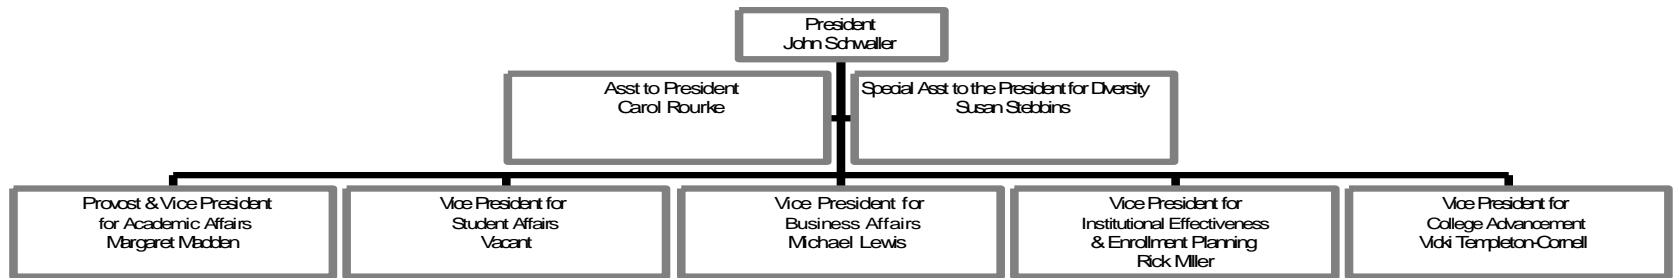 President
John Schwaller
Asst to President
Carol Rourke
Special Asst to the President for Diversity
Susan Stebbins
Provost & Vice President
for Academic Affairs
Margaret Madden
Vice President for
Student Affairs
Vacant
Vice President for
Business Affairs
Michael Lewis
Vice President for
Institutional Effectiveness
& Enrollment Planning
Rick Miller
Vice President for
College Advancement
Vicki Templeton-Cornell